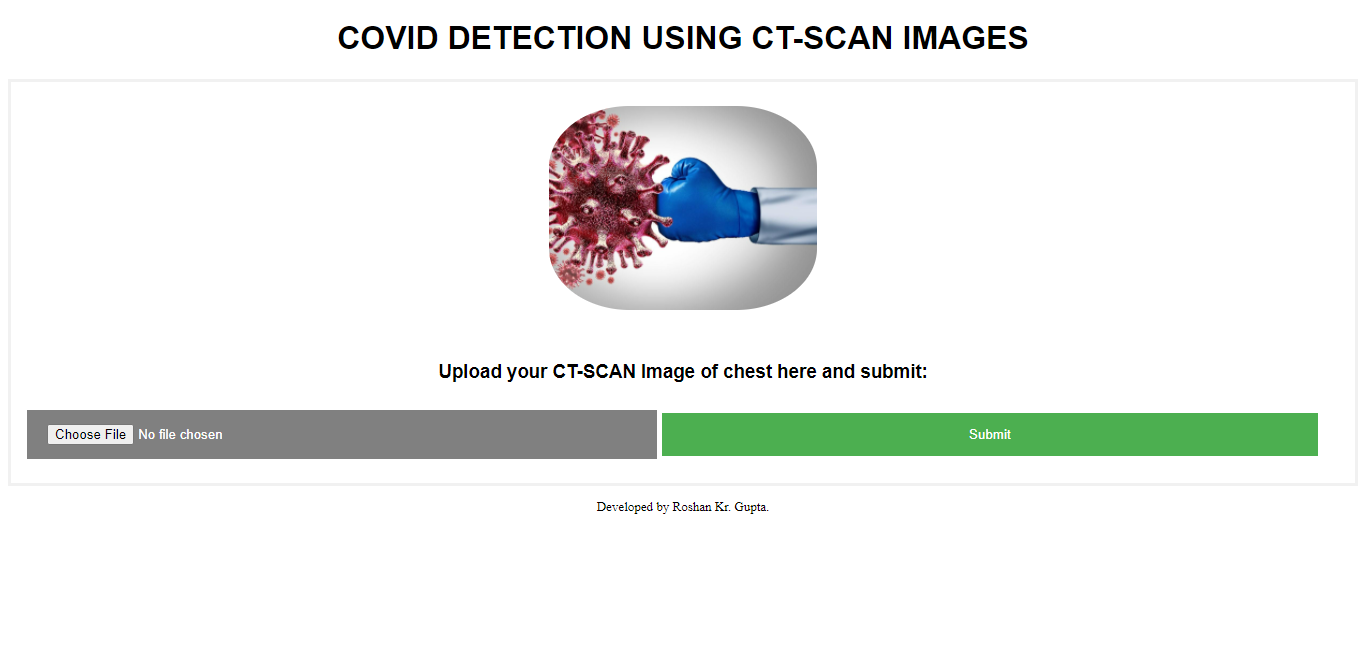 COVID DETECTION USING CT-SCAN IMAGES
Upload your CT-SCAN Image of chest here and submit:
Choose File No file chosen
Submit
Developed by Roshan Kr. Gupta.